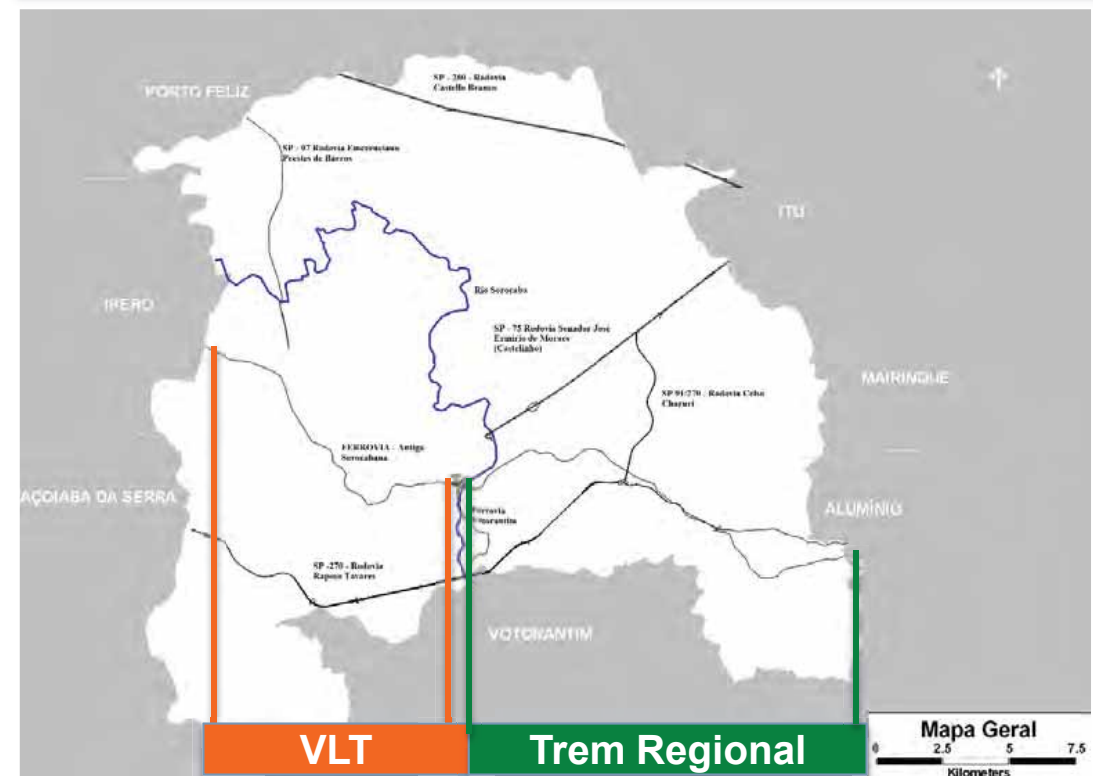 SP - 280 - Rodovia
Castello Branco
PORTO FELIZ
SP - 97 Rodovia Emerenciano
Prestes de Barros
ITU
IPERÓ
Rio Sorocaba
SP - 75 Rodovia Senador José
Ermírio de Moraes
(Castelinho)
MAIRINQUE
SP 91/270 - Rodovia Celso
Charuri
FERROVIA - Antiga
Sorocabana
AÇOIABA DA SERRA
ALUMÍNIO
Ferrovia
SP -270 - Rodovia
Raposo Tavares
VOTORANTIM
VLT
Trem Regional
Mapa Geral
0 2.5 5 7.5
Kilometers